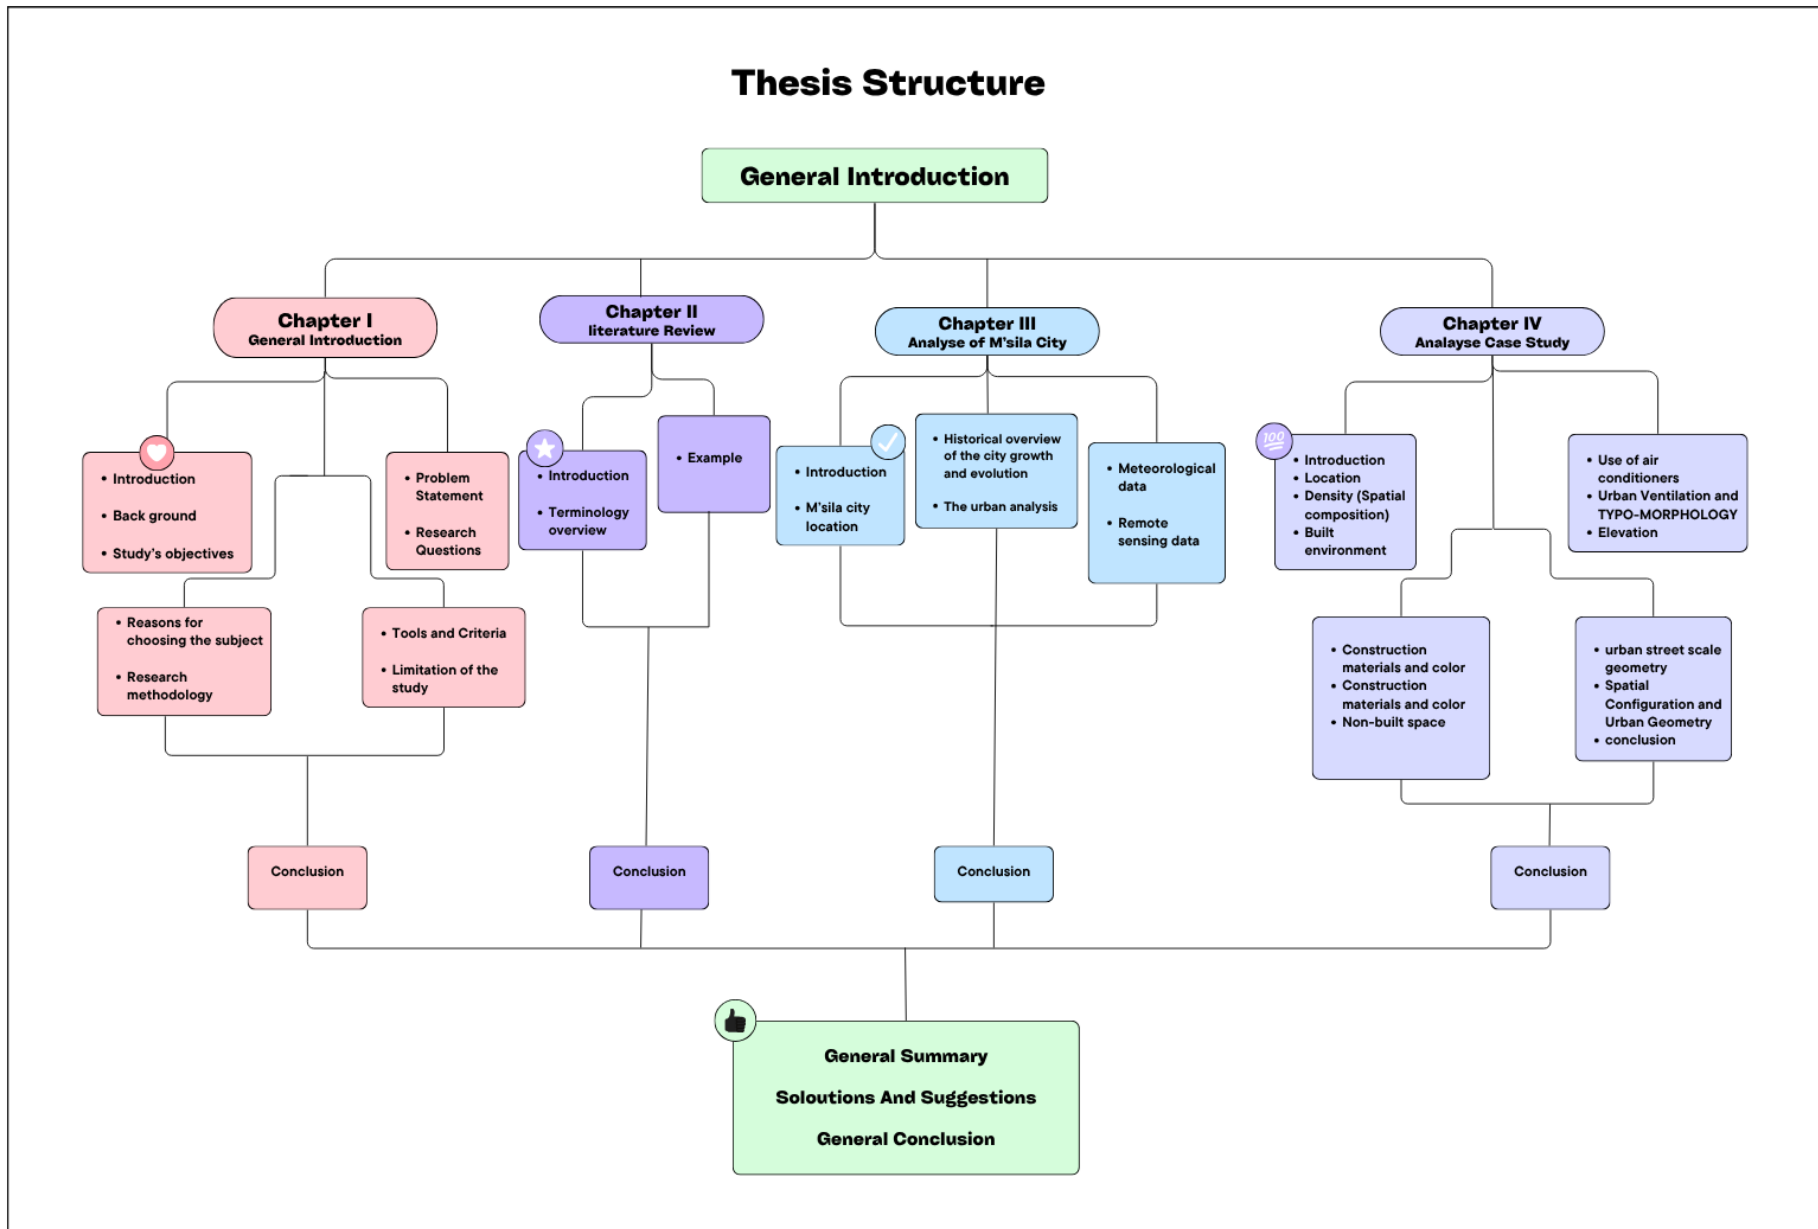 Thesis Structure
General Introduction
Chapter I
General Introduction
• Introduction
• Back ground
• Study's objectives
• Problem
Statement
• Research
Questions
• Reasons for
choosing the subject
• Research
methodology
• Tools and Criteria
• Limitation of the
study
Conclusion
Chapter II
literature Review
• Introduction
• Terminology
overview
• Example
Conclusion
Chapter III
Analyse of M'sila City
• Introduction
• M'sila city
location
• Historical overview
of the city growth
and evolution
• The urban analysis
• Meteorological
data
• Remote
sensing data
Conclusion
Chapter IV
Analayse Case Study
100
• Introduction
• Location
• Density (Spatial
composition)
• Built
environment
• Use of air
conditioners
• Urban Ventilation and
TYPO-MORPHOLOGY
• Elevation
• Construction
materials and color
• Construction
materials and color
• Non-built space
• urban street scale
geometry
• Spatial
Configuration and
Urban Geometry
• conclusion
Conclusion
General Summary
Soloutions And Suggestions
General Conclusion